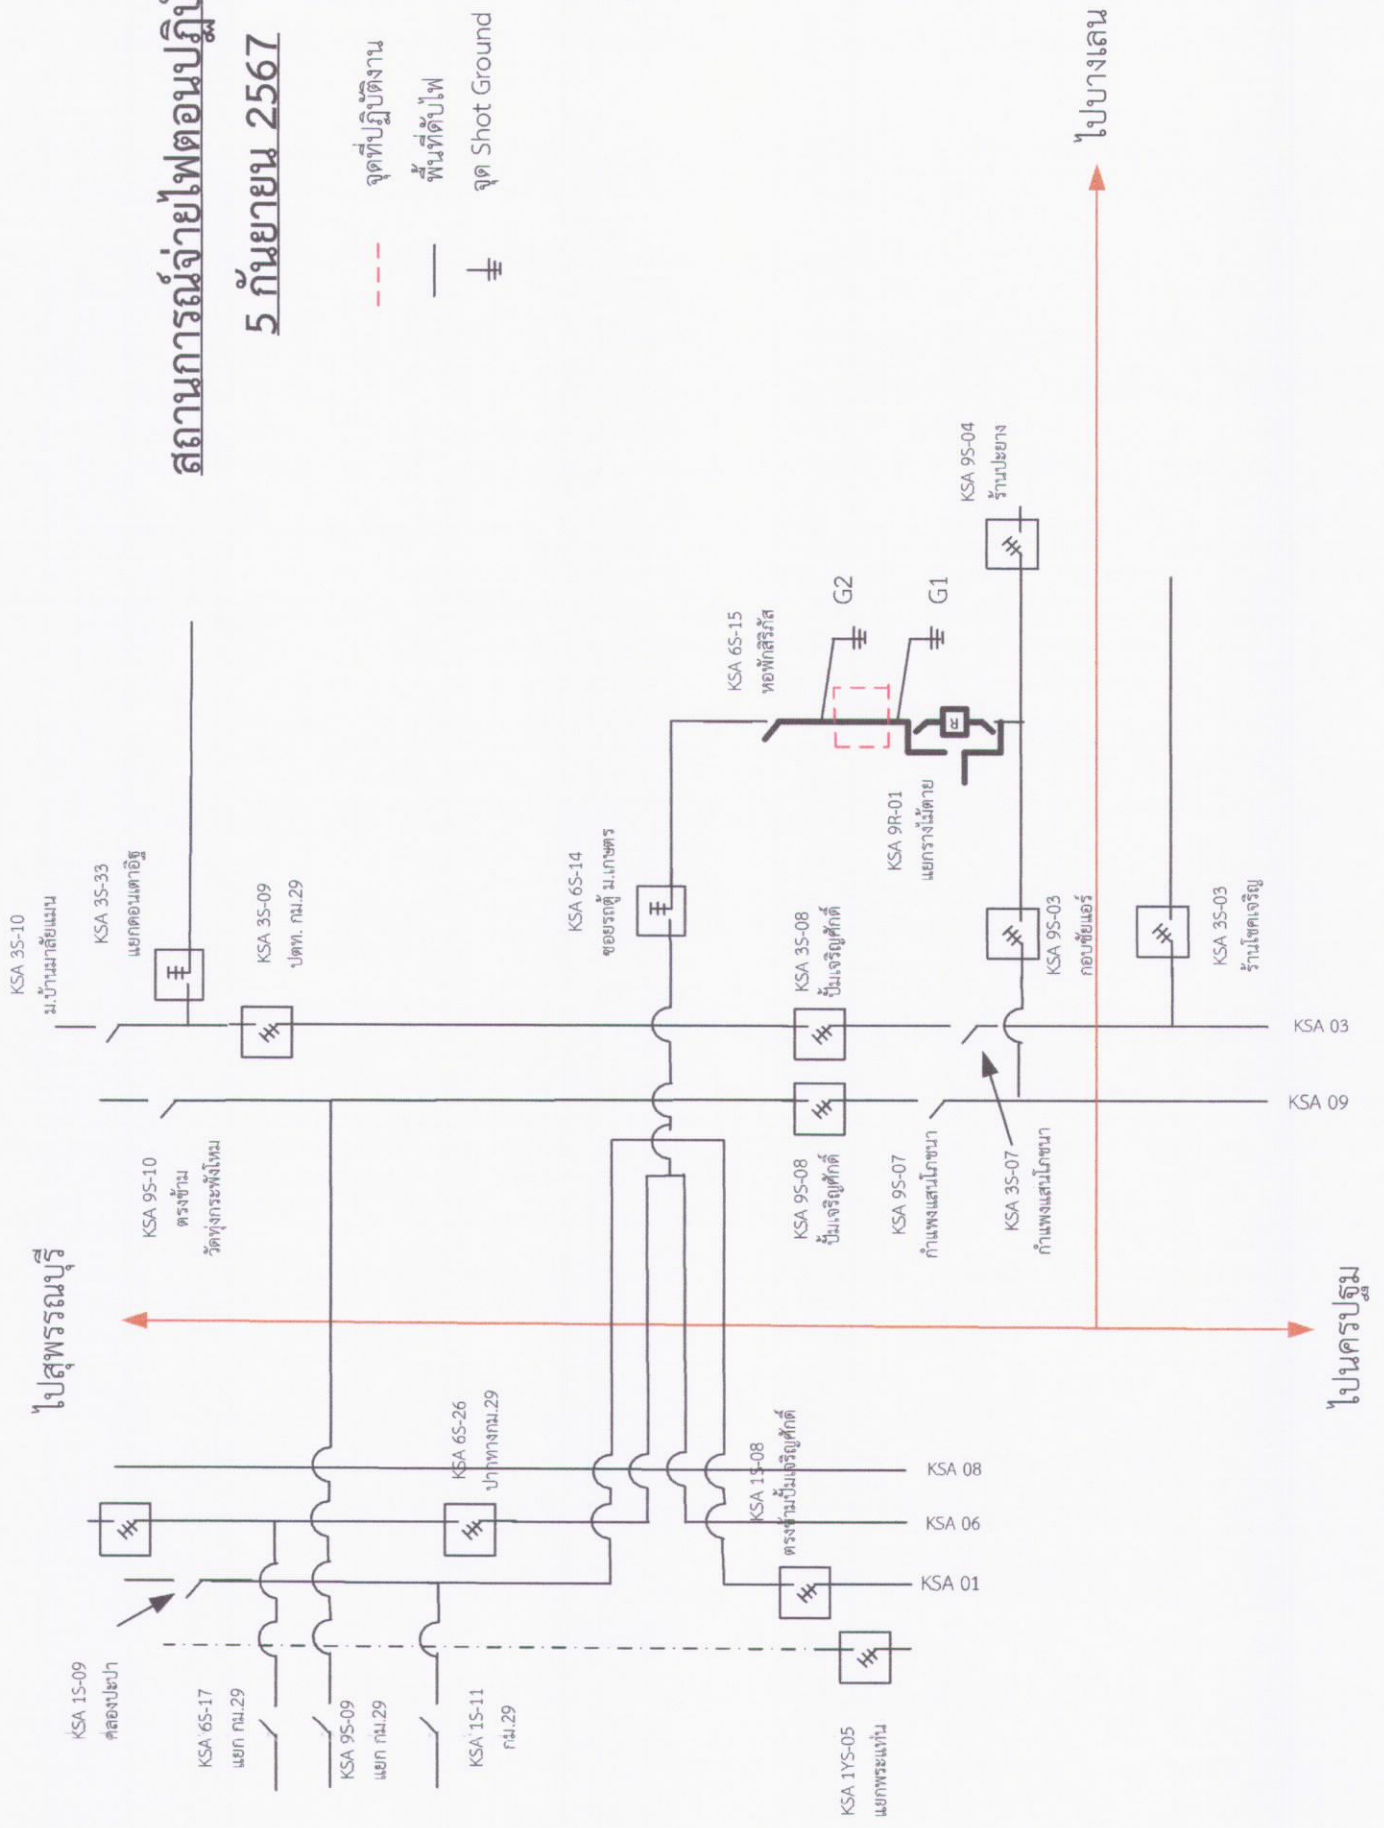 สถานการณ์จ่ายไฟตอนปฏิบั
5 กันยายน 2567
จุดที่ปฏิบัติงาน
พื้นที่ดับไฟ
จุด Shot Ground
ไปสุพรรณบุรี
ไปบางเลน
ไปนครปฐม
KSA 3S-10
ม.บ้านมาลัยแมน
KSA 3S-33
แยกคอนเตาอิฐ
KSA 3S-09
ปตท. กม.29
KSA 9S-10
ตรงข้าม
วัดทุ่งกระพังโหม
KSA 6S-14
ซอยรถตู้ ม.เกษตร
KSA 6S-15
หอพักสิริภัส
G2
G1
KSA 9R-01
แยกรางไม้ตาย
R
KSA 9S-04
ร้านปะยาง
KSA 3S-08
ปั๊มเจริญศักดิ์
KSA 9S-08
ปั๊มเจริญศักดิ์
KSA 9S-07
กำแพงแสนโภชนา
KSA 3S-07
กำแพงแสนโภชนา
KSA 9S-03
กอบชัยแอร์
KSA 3S-03
ร้านโชคเจริญ
KSA 03
KSA 09
KSA 6S-26
ปากทางกม.29
KSA 1S-08
ตรงข้ามปั๊มเจริญศักดิ์
KSA 08
KSA 06
KSA 01
KSA 1S-09
คลองปะปา
KSA 6S-17
แยก กม.29
KSA 9S-09
แยก กม.29
KSA 1S-11
กม.29
KSA 1YS-05
แยกพระแท่น